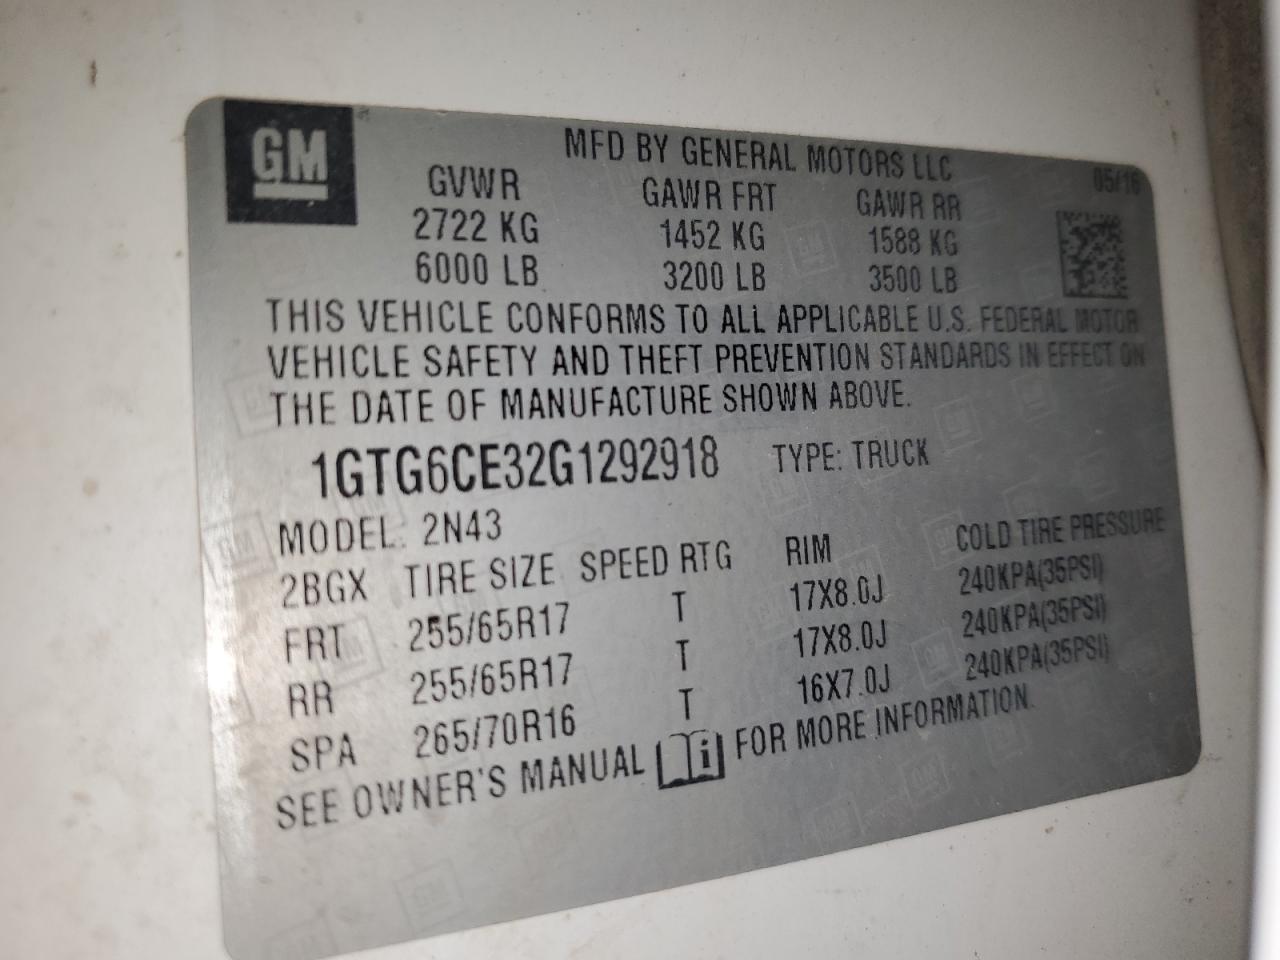 GM
MFD BY GENERAL MOTORS LLC
05/16
GVWR GAWR FRT GAWR RR
2722 KG 1452 KG 1588 KG
6000 LB 3200 LB 3500 LB
THIS VEHICLE CONFORMS TO ALL APPLICABLE U.S. FEDERAL MOTOR
VEHICLE SAFETY AND THEFT PREVENTION STANDARDS IN EFFECT ON
THE DATE OF MANUFACTURE SHOWN ABOVE.
1GTG6CE32G1292918 TYPE: TRUCK
MODEL: 2N43
2BGX TIRE SIZE SPEED RTG RIM COLD TIRE PRESSURE
FRT 255/65R17 T 17X8.0J 240KPA(35PSI)
RR 255/65R17 T 17X8.0J 240KPA(35PSI)
SPA 265/70R16 T 16X7.0J 240KPA(35PSI)
SEE OWNER'S MANUAL i FOR MORE INFORMATION.